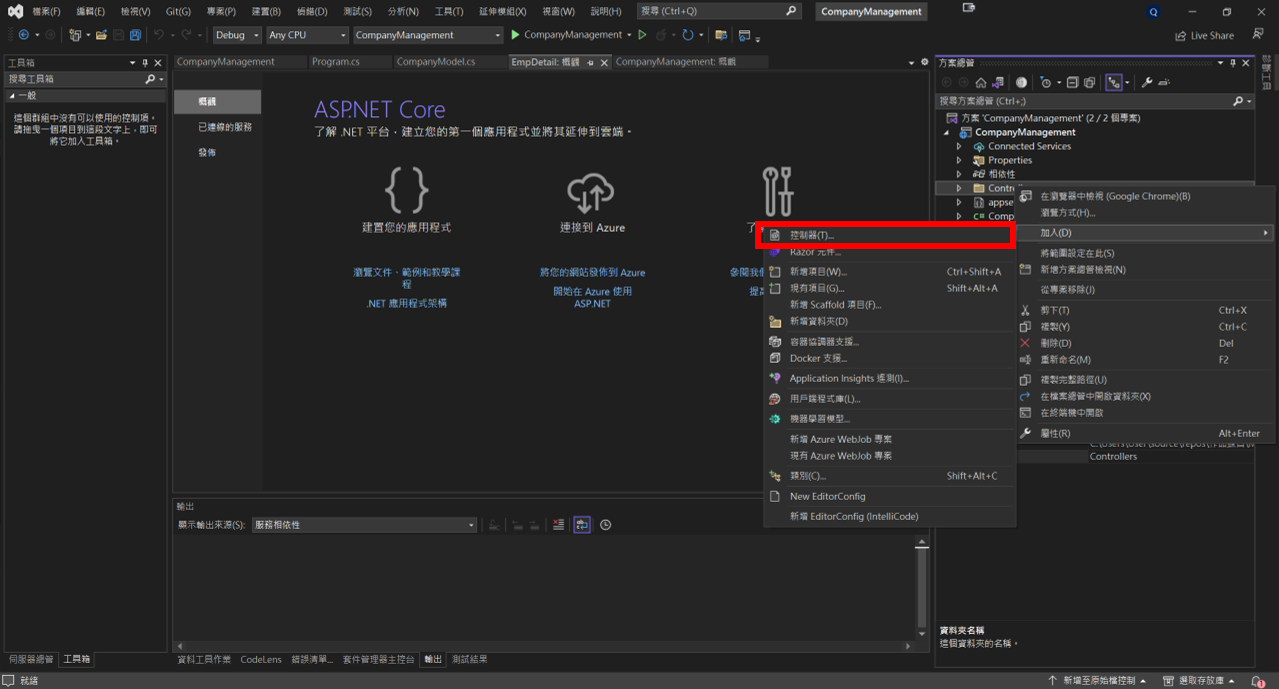 檔案(F) 編輯(E) 檢視(V) Git(G) 專案(P) 建置(B) 偵錯(D) 測試(S) 分析(N) 工具(T) 延伸模組(X) 視窗(W) 說明(H) 搜尋 (Ctrl+Q) CompanyManagement Q
Debug Any CPU CompanyManagement CompanyManagement Live Share
工具箱
搜尋工具箱
一般
這個群組中沒有可以使用的控制項。
請拖曳一個項目到這段文字上，即可
將它加入工具箱。
CompanyManagement Program.cs CompanyModel.cs EmpDetail: 概觀 CompanyManagement: 概觀
概觀
已連線的服務
發佈
ASP.NET Core
了解 .NET 平台，建立您的第一個應用程式並將其延伸到雲端。
建置您的應用程式
瀏覽文件、範例和教學課
程
.NET 應用程式架構
連接到 Azure
將您的網站發佈到 Azure
開始在 Azure 使用
ASP.NET
了
參閱我們
提高
方案總管
搜尋方案總管 (Ctrl+;)
方案 'CompanyManagement' (2 / 2 個專案)
CompanyManagement
Connected Services
Properties
相依性
Contro
appse
C# Comp
控制器(T)...
Razor 元件...
新增項目(W)... Ctrl+Shift+A
現有項目(G)... Shift+Alt+A
新增 Scaffold 項目(F)...
新增資料夾(D)
容器協調器支援...
Docker 支援...
Application Insights 遙測(I)...
用戶端程式庫(L)...
機器學習模型...
新增 Azure WebJob 專案
現有 Azure WebJob 專案
類別(C)... Shift+Alt+C
New EditorConfig
新增 EditorConfig (IntelliCode)
在瀏覽器中檢視 (Google Chrome)(B)
瀏覽方式(H)...
加入(D)
將範圍設定在此(S)
新增方案總管檢視(N)
從專案移除(J)
剪下(T) Ctrl+X
複製(Y) Ctrl+C
刪除(D) Del
重新命名(M) F2
複製完整路徑(U)
在檔案總管中開啟資料夾(X)
在終端機中開啟
屬性(R) Alt+Enter
Controllers
資料夾名稱
這個資料夾的名稱。
輸出
顯示輸出來源(S): 服務相依性
伺服器總管 工具箱
資料工具作業 CodeLens 錯誤清單... 套件管理器主控台 輸出 測試結果
就緒 新增至原始檔控制 選取存放庫 1